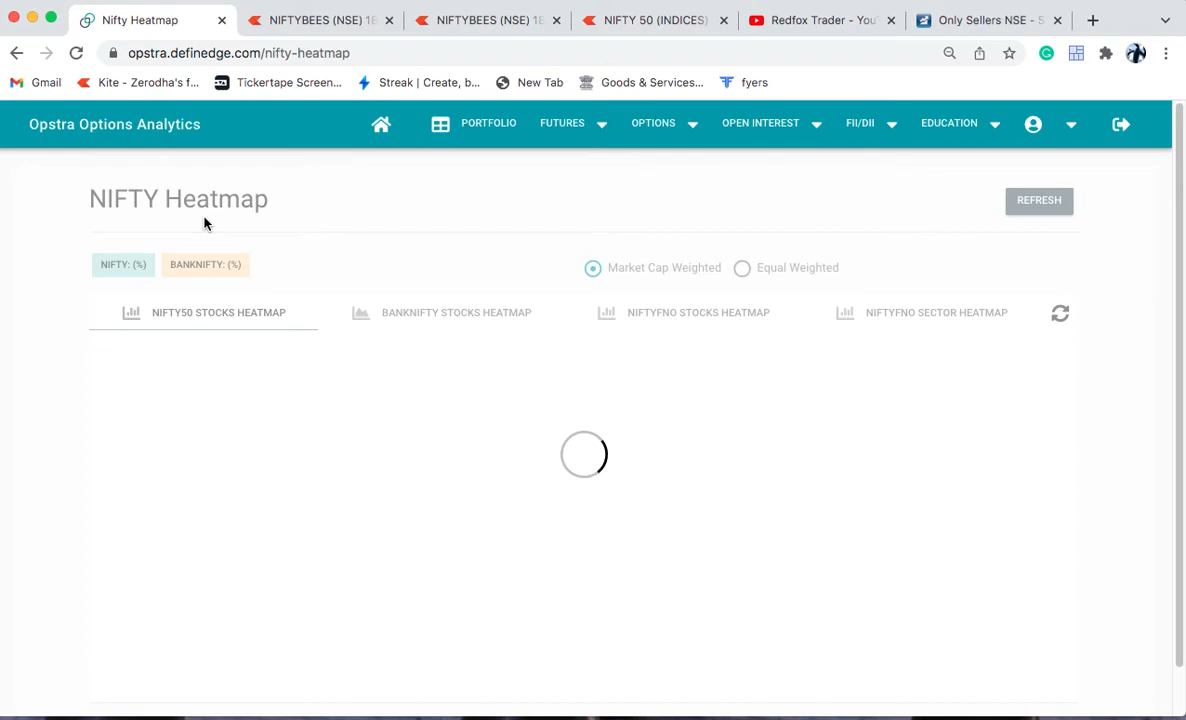 Nifty Heatmap
NIFTYBEES (NSE) 18
NIFTYBEES (NSE) 18
NIFTY 50 (INDICES)
Redfox Trader - YouT
Only Sellers NSE - S
opstra.definedge.com/nifty-heatmap
Gmail
Kite - Zerodha's f...
Tickertape Screen...
Streak | Create, b...
New Tab
Goods & Services...
fyers
Opstra Options Analytics
PORTFOLIO
FUTURES
OPTIONS
OPEN INTEREST
FII/DII
EDUCATION
NIFTY Heatmap
REFRESH
NIFTY: (%)
BANKNIFTY: (%)
Market Cap Weighted
Equal Weighted
NIFTY50 STOCKS HEATMAP
BANKNIFTY STOCKS HEATMAP
NIFTYFNO STOCKS HEATMAP
NIFTYFNO SECTOR HEATMAP